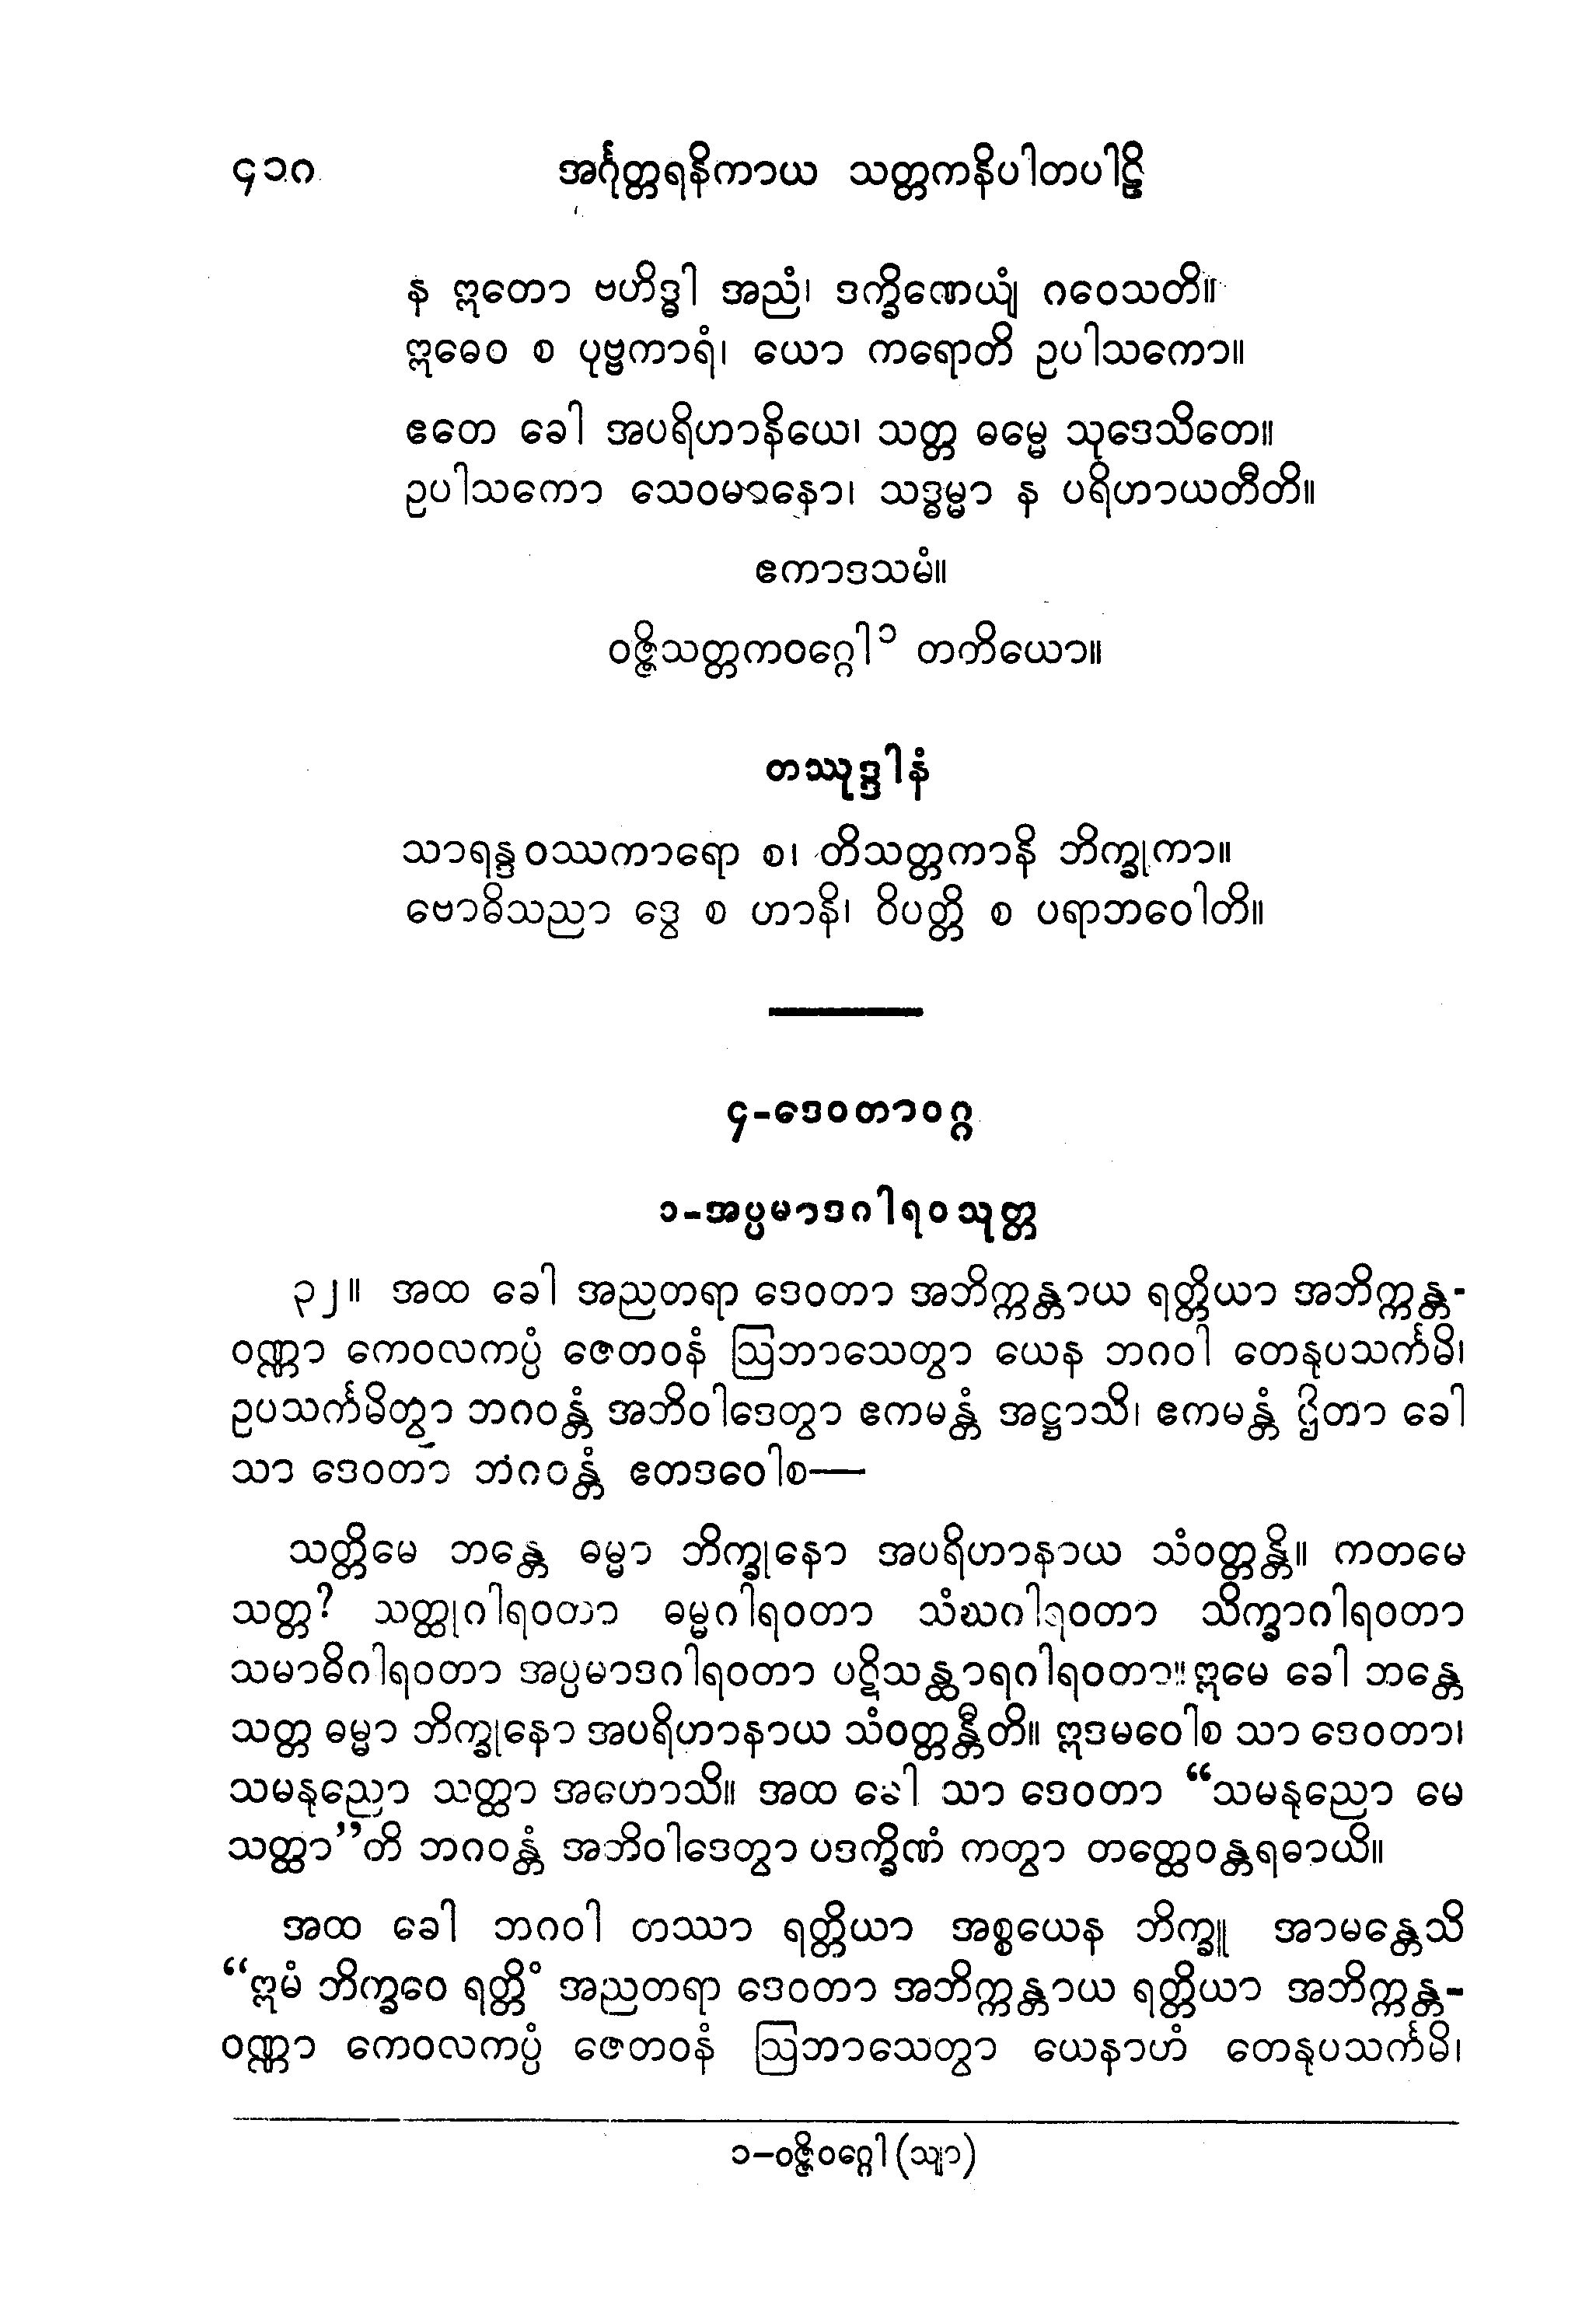 ၄၁ဂ အင်္ဂုတ္တရနိကာယ သတ္တကနိပါတပါဠိ
န ဣတော ဗဟိဒ္ဓါ အညံ၊ ဒက္ခိဏေယျံ ဂဝေသတိ။
ဣဓေဝ စ ပုဗ္ဗကာရံ၊ ယော ကရောတိ ဥပါသကော။
ဧတေ ခေါ အပရိဟာနိယေ၊ သတ္တ ဓမ္မေ သုဒေသိတေ။
ဥပါသကော သေဝမာနော၊ သဒ္ဓမ္မာ န ပရိဟာယတီတိ။
ဧကာဒသမံ။
ဝဇ္ဇိသတ္တကဝဂ္ဂေါ၁ တကိယော။
တဿုဒ္ဒါနံ
သာရန္ဒဝဿကာရော စ၊ တိသတ္တကာနိ ဘိက္ခုကာ။
ဗောဓိသညာ ဒွေ စ ဟာနိ၊ ဝိပတ္တိ စ ပရာဘဝေါတိ။
၄-ဒေဝတာဝဂ္ဂ
၁-အပ္ပမာဒဂါရဝသုတ္တ
၃၂။ အထ ခေါ အညတရာ ဒေဝတာ အဘိက္ကန္တာယ ရတ္တိယာ အဘိက္ကန္တ-
ဝဏ္ဏာ ကေဝလကပ္ပံ ဇေတဝနံ ဩဘာသေတွာ ယေန ဘဂဝါ တေနုပသင်္ကမိ၊
ဥပသင်္ကမိတွာ ဘဂဝန္တံ အဘိဝါဒေတွာ ဧကမန္တံ အဋ္ဌာသိ၊ ဧကမန္တံ ဌိတာ ခေါ
သာ ဒေဝတာ ဘဂဝန္တံ ဧတဒဝေါစ—
သတ္တိမေ ဘန္တေ ဓမ္မာ ဘိက္ခုနော အပရိဟာနာယ သံဝတ္တန္တိ။ ကတမေ
သတ္တ? သတ္ထုဂါရဝတာ ဓမ္မဂါရဝတာ သံဃဂါရဝတာ သိက္ခာဂါရဝတာ
သမာဓိဂါရဝတာ အပ္ပမာဒဂါရဝတာ ပဋိသန္ထာရဂါရဝတာ။ ဣမေ ခေါ ဘန္တေ
သတ္တ ဓမ္မာ ဘိက္ခုနော အပရိဟာနာယ သံဝတ္တန္တီတိ။ ဣဒမဝေါစ သာ ဒေဝတာ၊
သမနုညော သတ္ထာ အဟောသိ။ အထ ခေါ သာ ဒေဝတာ “သမနုညော မေ
သတ္ထာ”တိ ဘဂဝန္တံ အဘိဝါဒေတွာ ပဒက္ခိဏံ ကတွာ တတ္ထေဝန္တရဓာယိ။
အထ ခေါ ဘဂဝါ တဿာ ရတ္တိယာ အစ္စယေန ဘိက္ခူ အာမန္တေသိ
“ဣမံ ဘိက္ခဝေ ရတ္တိံ အညတရာ ဒေဝတာ အဘိက္ကန္တာယ ရတ္တိယာ အဘိက္ကန္တ-
ဝဏ္ဏာ ကေဝလကပ္ပံ ဇေတဝနံ ဩဘာသေတွာ ယေနာဟံ တေနုပသင်္ကမိ၊
၁-ဝဇ္ဇိဝဂ္ဂေါ (သျာ)